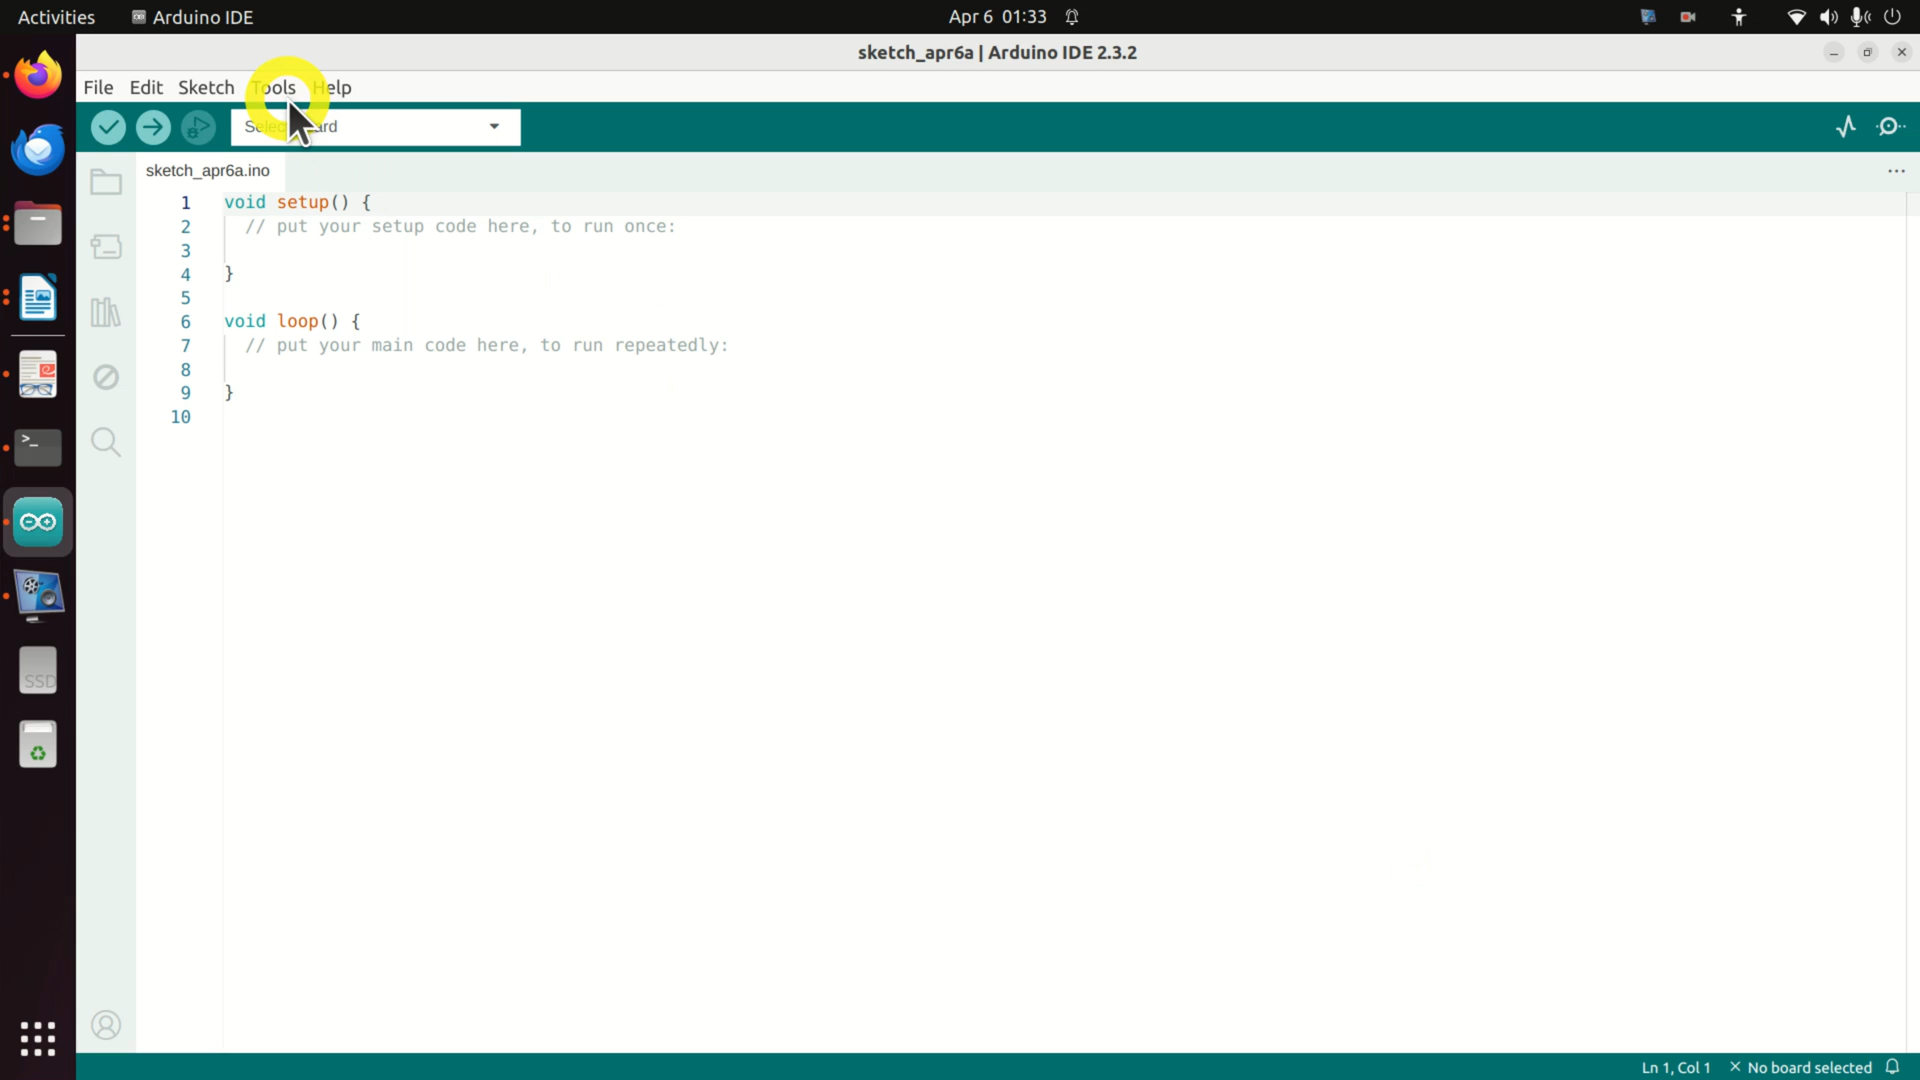 Activities Arduino IDE Apr 6 01:33
sketch_apr6a | Arduino IDE 2.3.2
File Edit Sketch Tools Help
sketch_apr6a.ino
1 void setup() {
2 // put your setup code here, to run once:
3
4 }
5
6 void loop() {
7 // put your main code here, to run repeatedly:
8
9 }
10
>_
SSD
Ln 1, Col 1 × No board selected